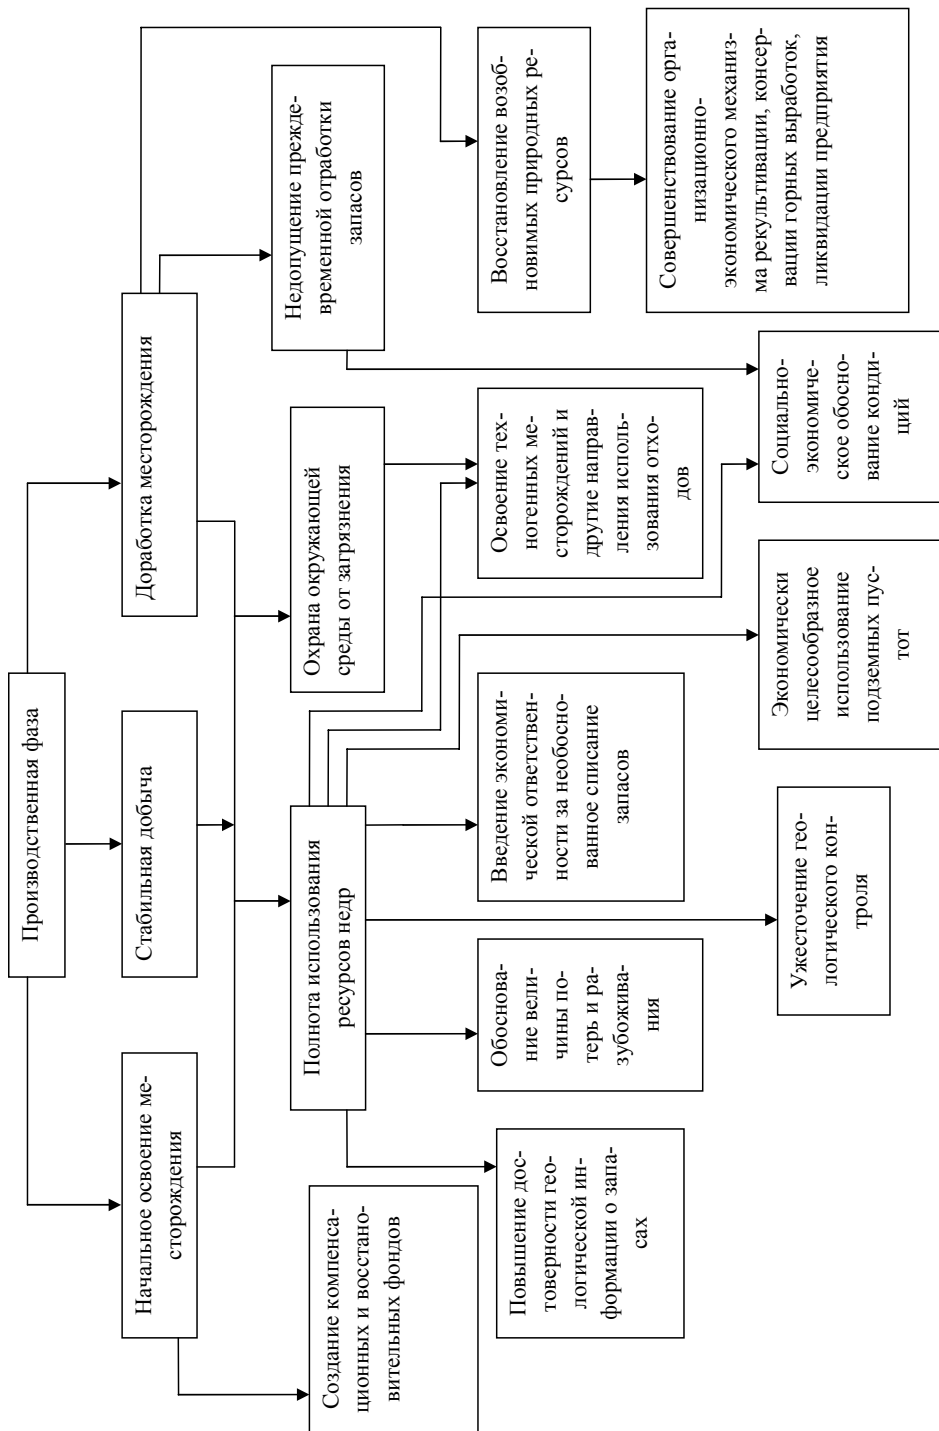 Производственная фаза
Начальное освоение ме-
сторождения
Стабильная добыча
Доработка месторождения
Создание компенса-
ционных и восстано-
вительных фондов
Полнота использования
ресурсов недр
Охрана окружающей
среды от загрязнения
Недопущение прежде-
временной отработки
запасов
Повышение дос-
товерности гео-
логической ин-
формации о запа-
сах
Обоснова-
ние вели-
чины по-
терь и ра-
зубожива-
ния
Введение экономи-
ческой ответствен-
ности за необосно-
ванное списание
запасов
Освоение тех-
ногенных ме-
сторождений и
другие направ-
ления исполь-
зования отхо-
дов
Восстановление возоб-
новимых природных ре-
сурсов
Ужесточение гео-
логического кон-
троля
Экономически
целесообразное
использование
подземных пус-
тот
Социально-
экономиче-
ское обосно-
вание конди-
ций
Совершенствование орга-
низационно-
экономического механиз-
ма рекультивации, консер-
вации горных выработок,
ликвидации предприятия